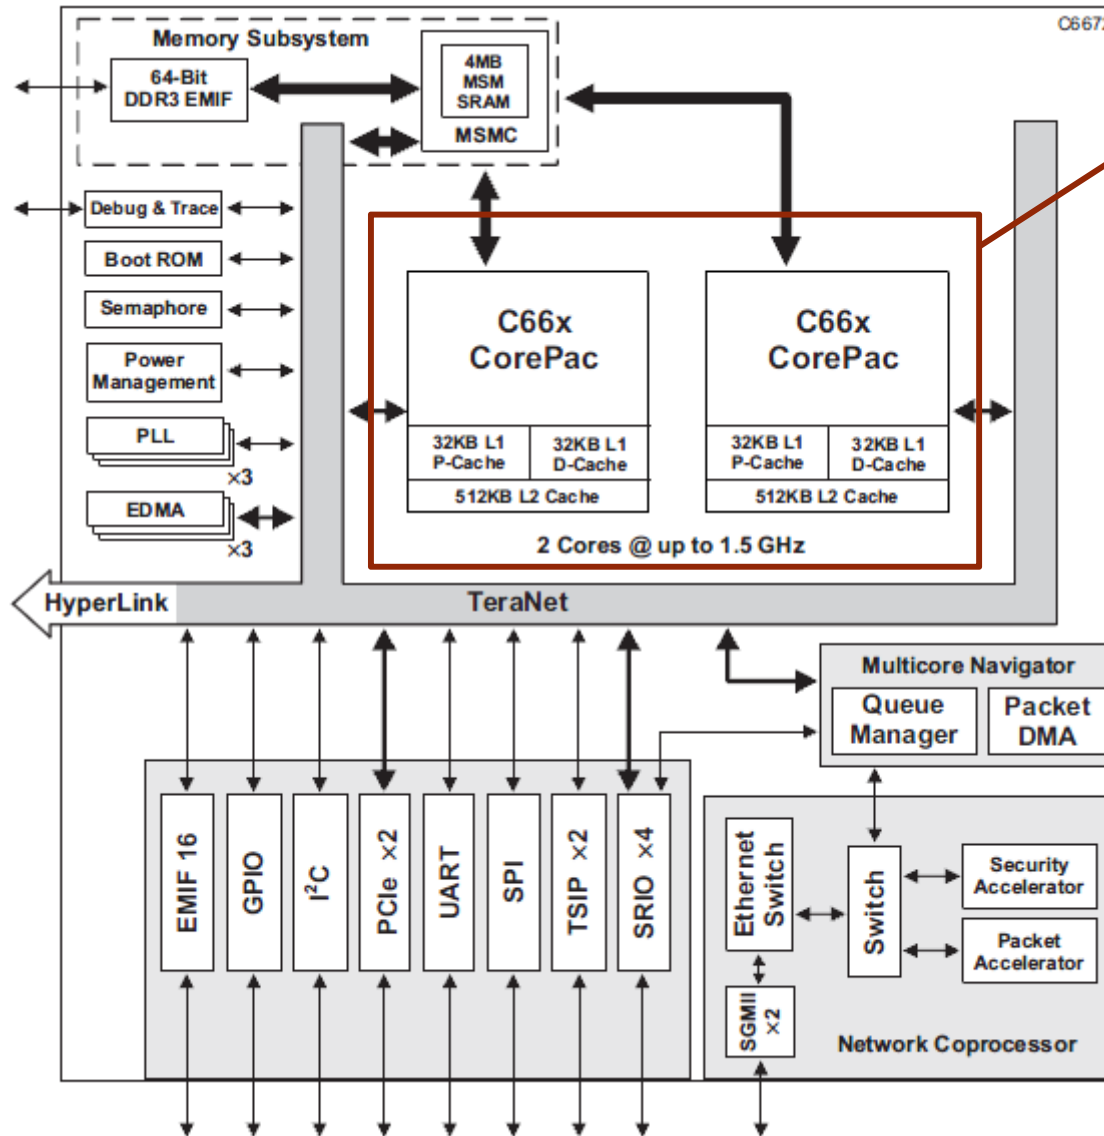 C6672
Memory Subsystem
64-Bit
DDR3 EMIF
4MB
MSM
SRAM
MSMC
Debug & Trace
Boot ROM
Semaphore
Power
Management
PLL
×3
EDMA
×3
C66x
CorePac
32KB L1
P-Cache
32KB L1
D-Cache
512KB L2 Cache
C66x
CorePac
32KB L1
P-Cache
32KB L1
D-Cache
512KB L2 Cache
2 Cores @ up to 1.5 GHz
HyperLink
TeraNet
Multicore Navigator
Queue
Manager
Packet
DMA
EMIF 16
GPIO
I²C
PCIe ×2
UART
SPI
TSIP ×2
SRIO ×4
Ethernet
Switch
Switch
Security
Accelerator
Packet
Accelerator
SGMII
×2
Network Coprocessor